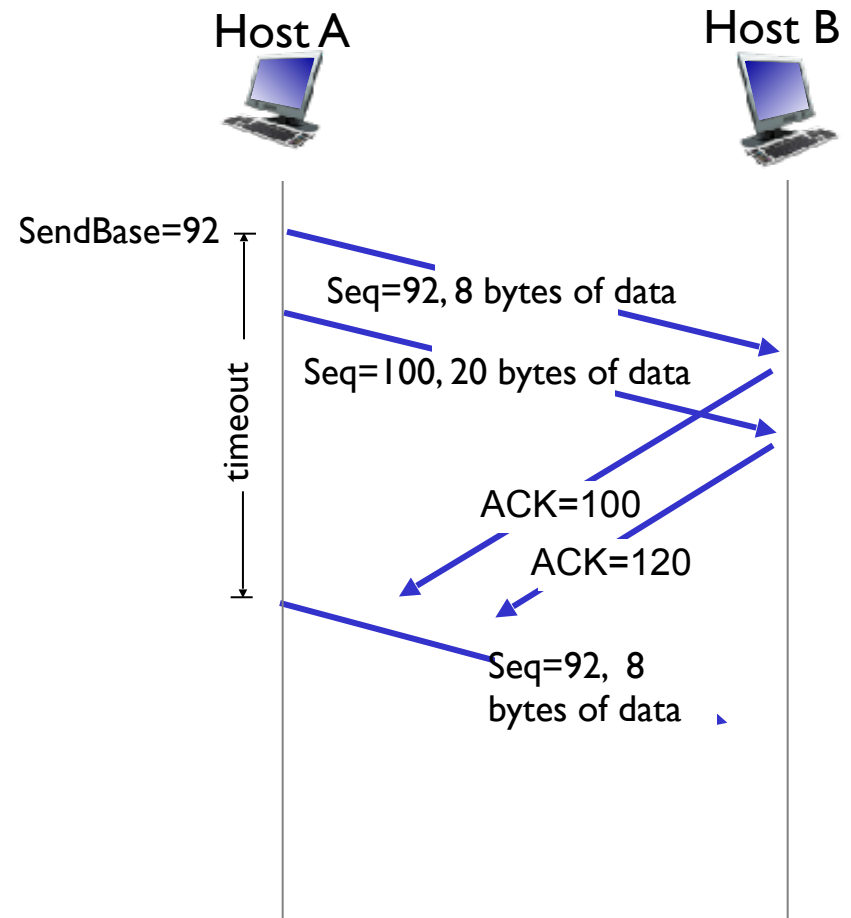 Host A
Host B
SendBase=92
Seq=92, 8 bytes of data
Seq=100, 20 bytes of data
timeout
ACK=100
ACK=120
Seq=92, 8
bytes of data